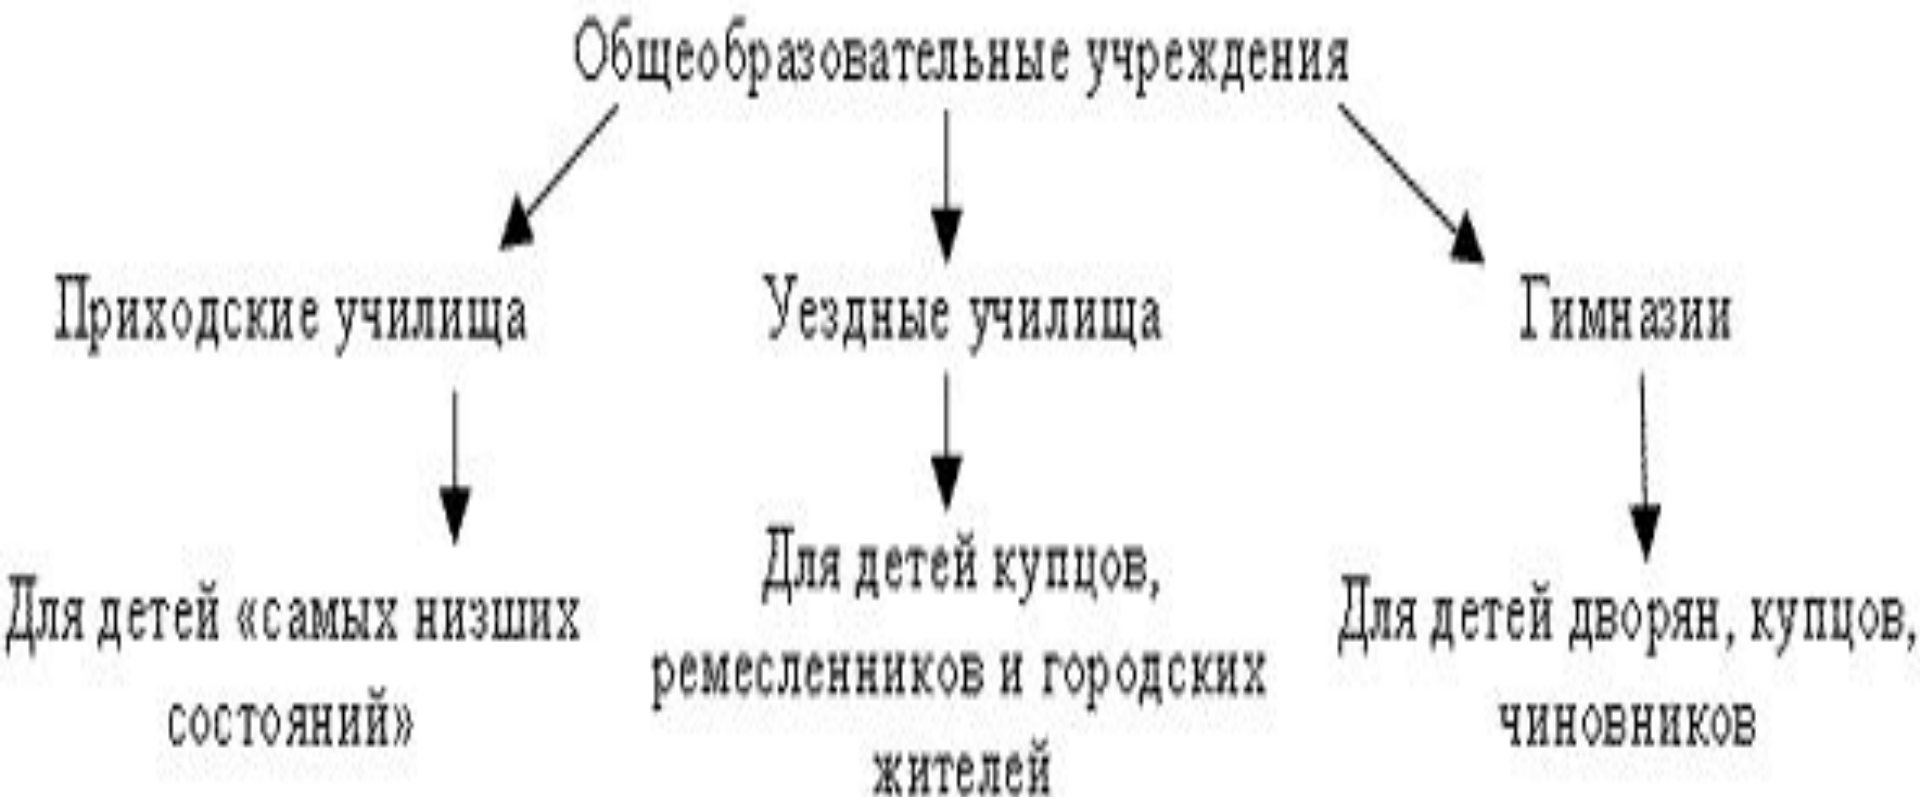 Общеобразовательные учреждения
Приходские училища
Уездные училища
Гимназии
Для детей «самых низших
состояний»
Для детей купцов,
ремесленников и городских
жителей
Для детей дворян, купцов,
чиновников